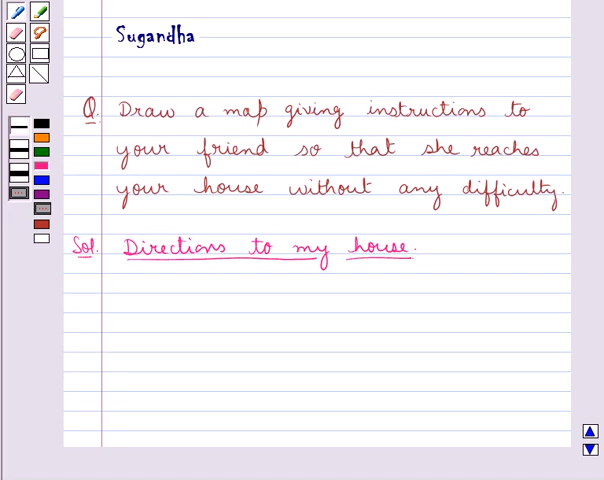 Sugandha
Q. Draw a map giving instructions to
your friend so that she reaches
your house without any difficulty.
Sol. Directions to my house.